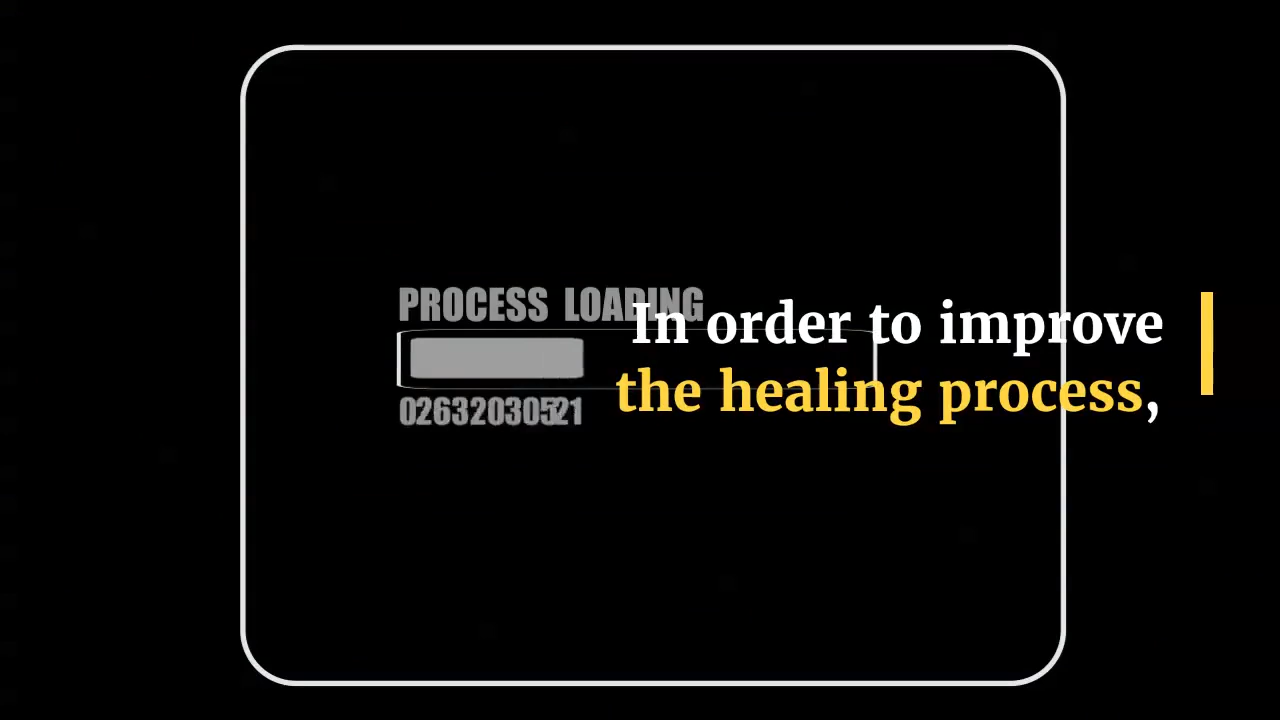 PROCESS LOADING
In order to improve
the healing process,